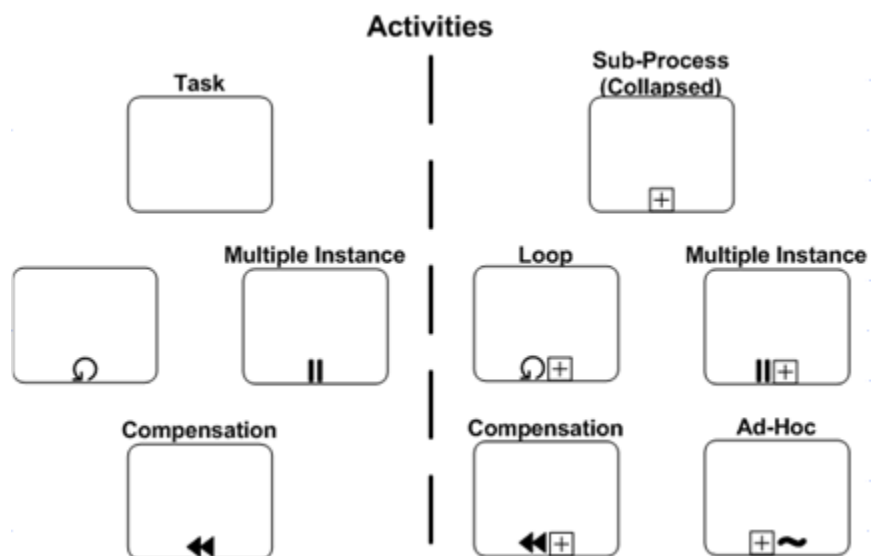 Activities
Task
Sub-Process
(Collapsed)
Multiple Instance
Loop
Multiple Instance
Compensation
Compensation
Ad-Hoc